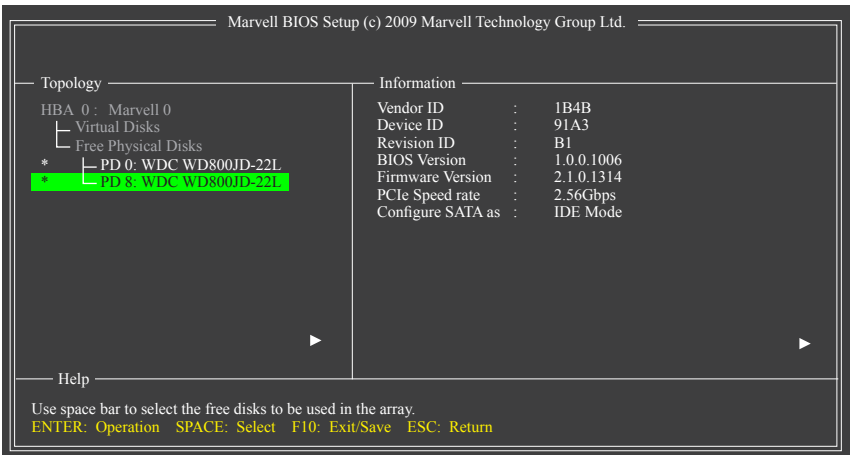 Marvell BIOS Setup (c) 2009 Marvell Technology Group Ltd.
Topology
HBA 0 : Marvell 0
Virtual Disks
Free Physical Disks
* PD 0: WDC WD800JD-22L
* PD 8: WDC WD800JD-22L
Information
Vendor ID : 1B4B
Device ID : 91A3
Revision ID : B1
BIOS Version : 1.0.0.1006
Firmware Version : 2.1.0.1314
PCIe Speed rate : 2.56Gbps
Configure SATA as : IDE Mode
Help
Use space bar to select the free disks to be used in the array.
ENTER: Operation SPACE: Select F10: Exit/Save ESC: Return